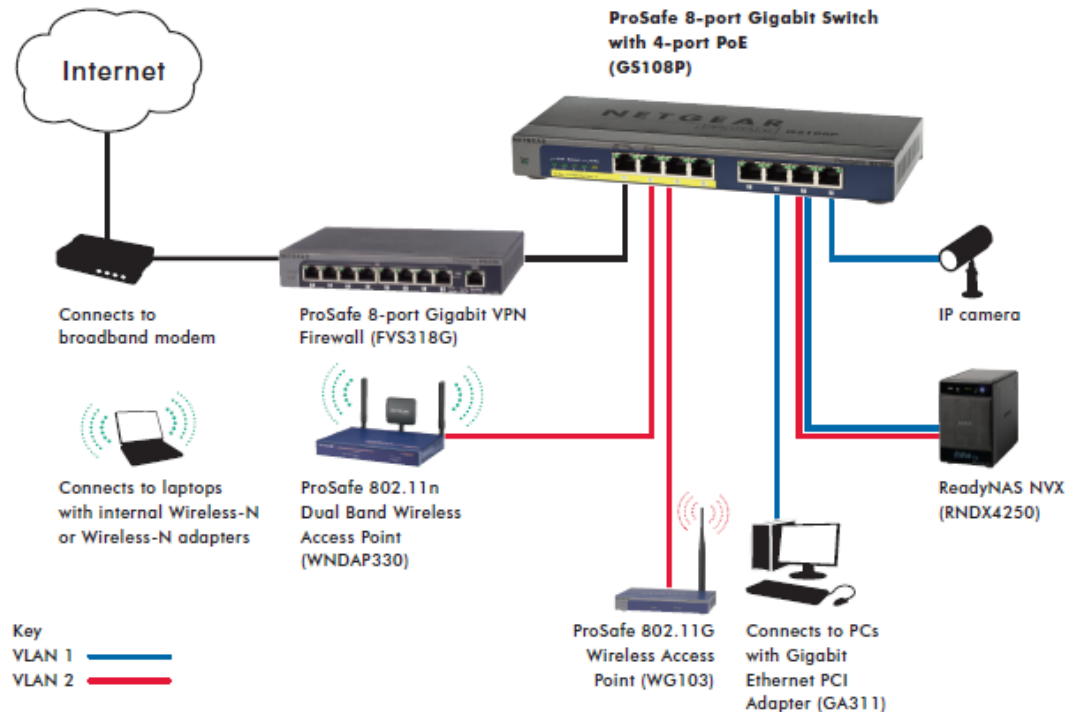 ProSafe 8-port Gigabit Switch
with 4-port PoE
(GS108P)
Internet
NETGEAR
NETGEAR
Connects to
broadband modem
ProSafe 8-port Gigabit VPN
Firewall (FVS318G)
IP camera
Connects to laptops
with internal Wireless-N
or Wireless-N adapters
ProSafe 802.11n
Dual Band Wireless
Access Point
(WNDAP330)
ReadyNAS NVX
(RNDX4250)
ProSafe 802.11G
Wireless Access
Point (WG103)
Connects to PCs
with Gigabit
Ethernet PCI
Adapter (GA311)
Key
VLAN 1
VLAN 2